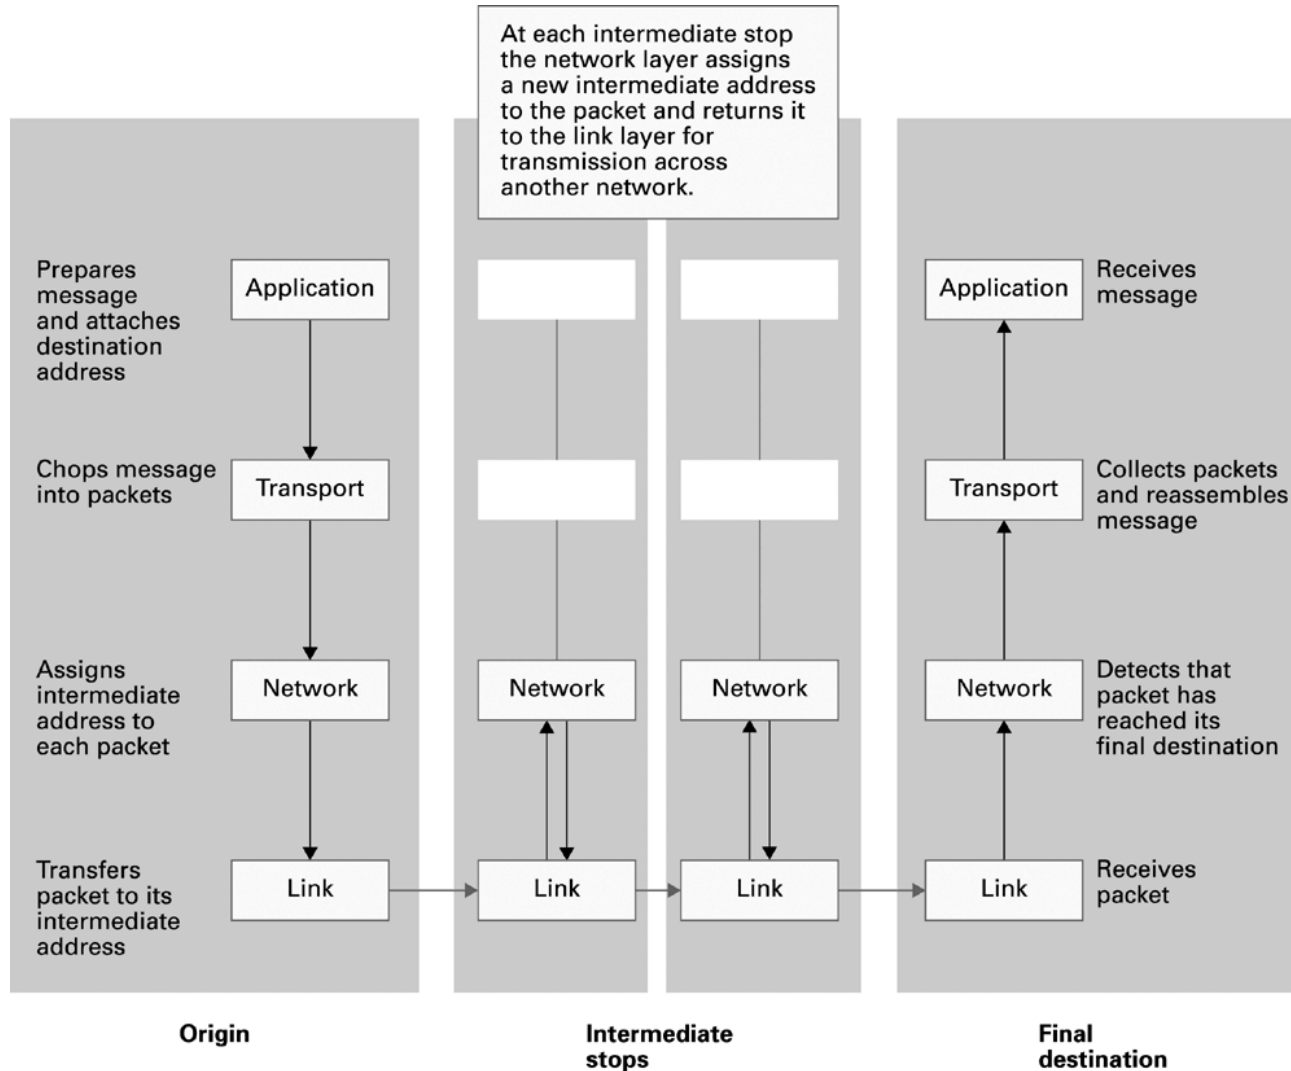 At each intermediate stop
the network layer assigns
a new intermediate address
to the packet and returns it
to the link layer for
transmission across
another network.
Prepares
message
and attaches
destination
address
Application
Application
Receives
message
Chops message
into packets
Transport
Transport
Collects packets
and reassembles
message
Assigns
intermediate
address to
each packet
Network
Network
Network
Network
Detects that
packet has
reached its
final destination
Transfers
packet to its
intermediate
address
Link
Link
Link
Link
Receives
packet
Origin
Intermediate
stops
Final
destination